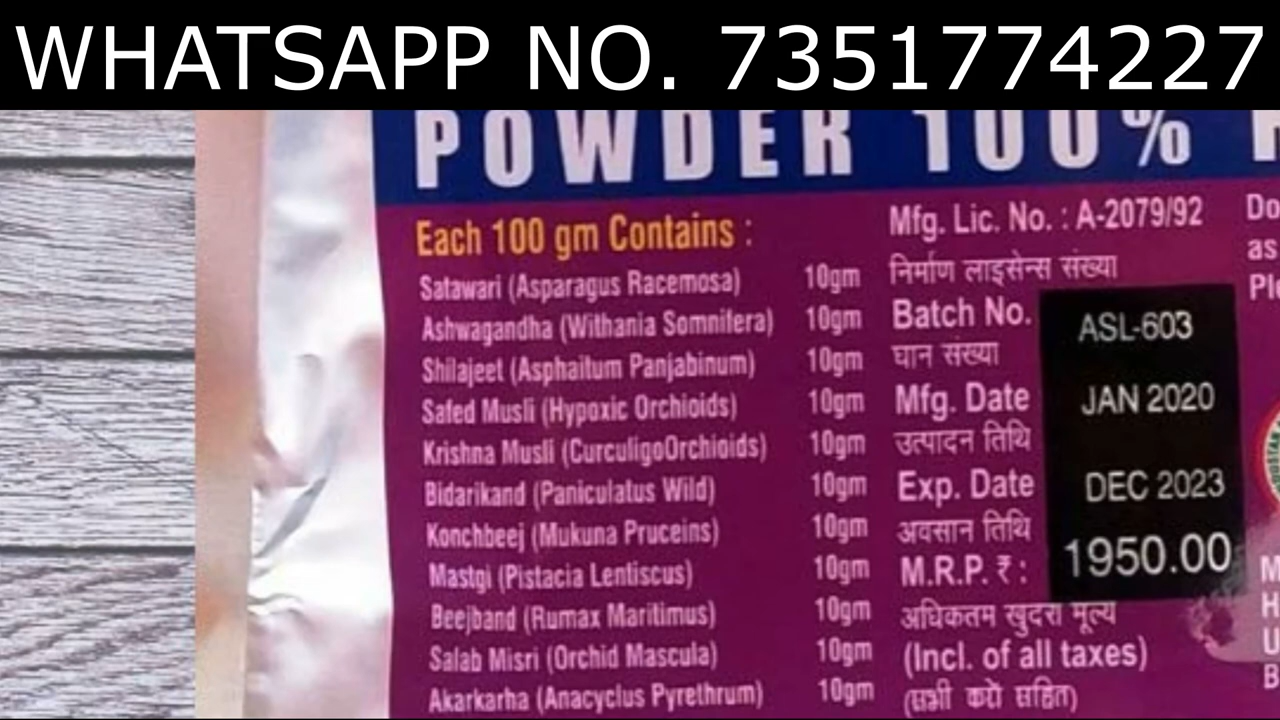 WHATSAPP NO. 7351774227
POWDER 100%
Each 100 gm Contains :
Satawari (Asparagus Racemosa) 10gm
Ashwagandha (Withania Somnifera) 10gm
Shilajeet (Asphaltum Panjabinum) 10gm
Safed Musli (Hypoxic Orchioids) 10gm
Krishna Musli (CurculigoOrchioids) 10gm
Bidarikand (Paniculatus Wild) 10gm
Konchbeej (Mukuna Pruceins) 10gm
Mastgi (Pistacia Lentiscus) 10gm
Beejband (Rumax Maritimus) 10gm
Salab Misri (Orchid Mascula) 10gm
Akarkarha (Anacyclus Pyrethrum) 10gm
Mfg. Lic. No. : A-2079/92
निर्माण लाइसेन्स संख्या
Batch No. ASL-603
घान संख्या
Mfg. Date JAN 2020
उत्पादन तिथि
Exp. Date DEC 2023
अवसान तिथि
M.R.P. ₹ : 1950.00
अधिकतम खुदरा मूल्य
(Incl. of all taxes)
(सभी करों सहित)
Do
as